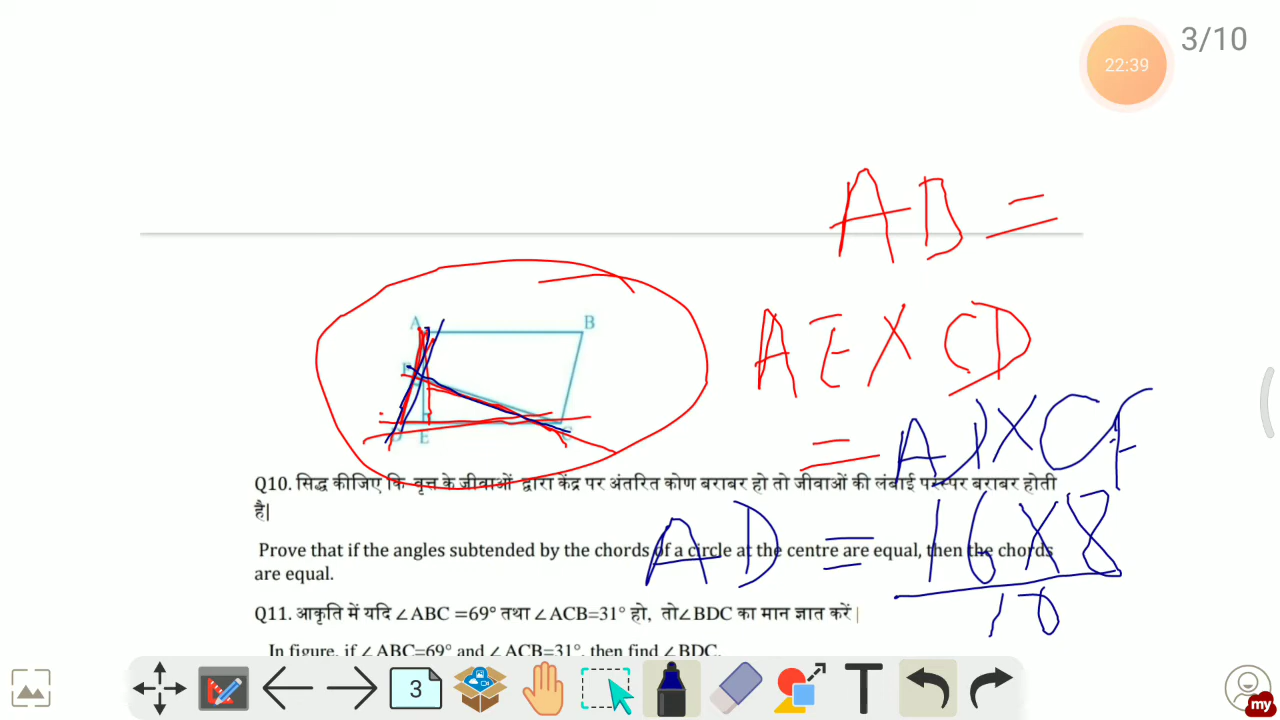 3/10
22:39
AB =
AE X CD
= AD X CF
A B
F
D E C
Q10. सिद्ध कीजिए कि वृत्त के जीवाओं द्वारा केंद्र पर अंतरित कोण बराबर हो तो जीवाओं की लंबाई परस्पर बराबर होती
है|
Prove that if the angles subtended by the chords of a circle at the centre are equal, then the chords
are equal.
AD = 16X8
10
Q11. आकृति में यदि ∠ABC =69° तथा ∠ACB=31° हो, तो∠BDC का मान ज्ञात करें|
In figure, if ∠ABC=69° and ∠ACB=31°, then find ∠BDC.
3
T
my